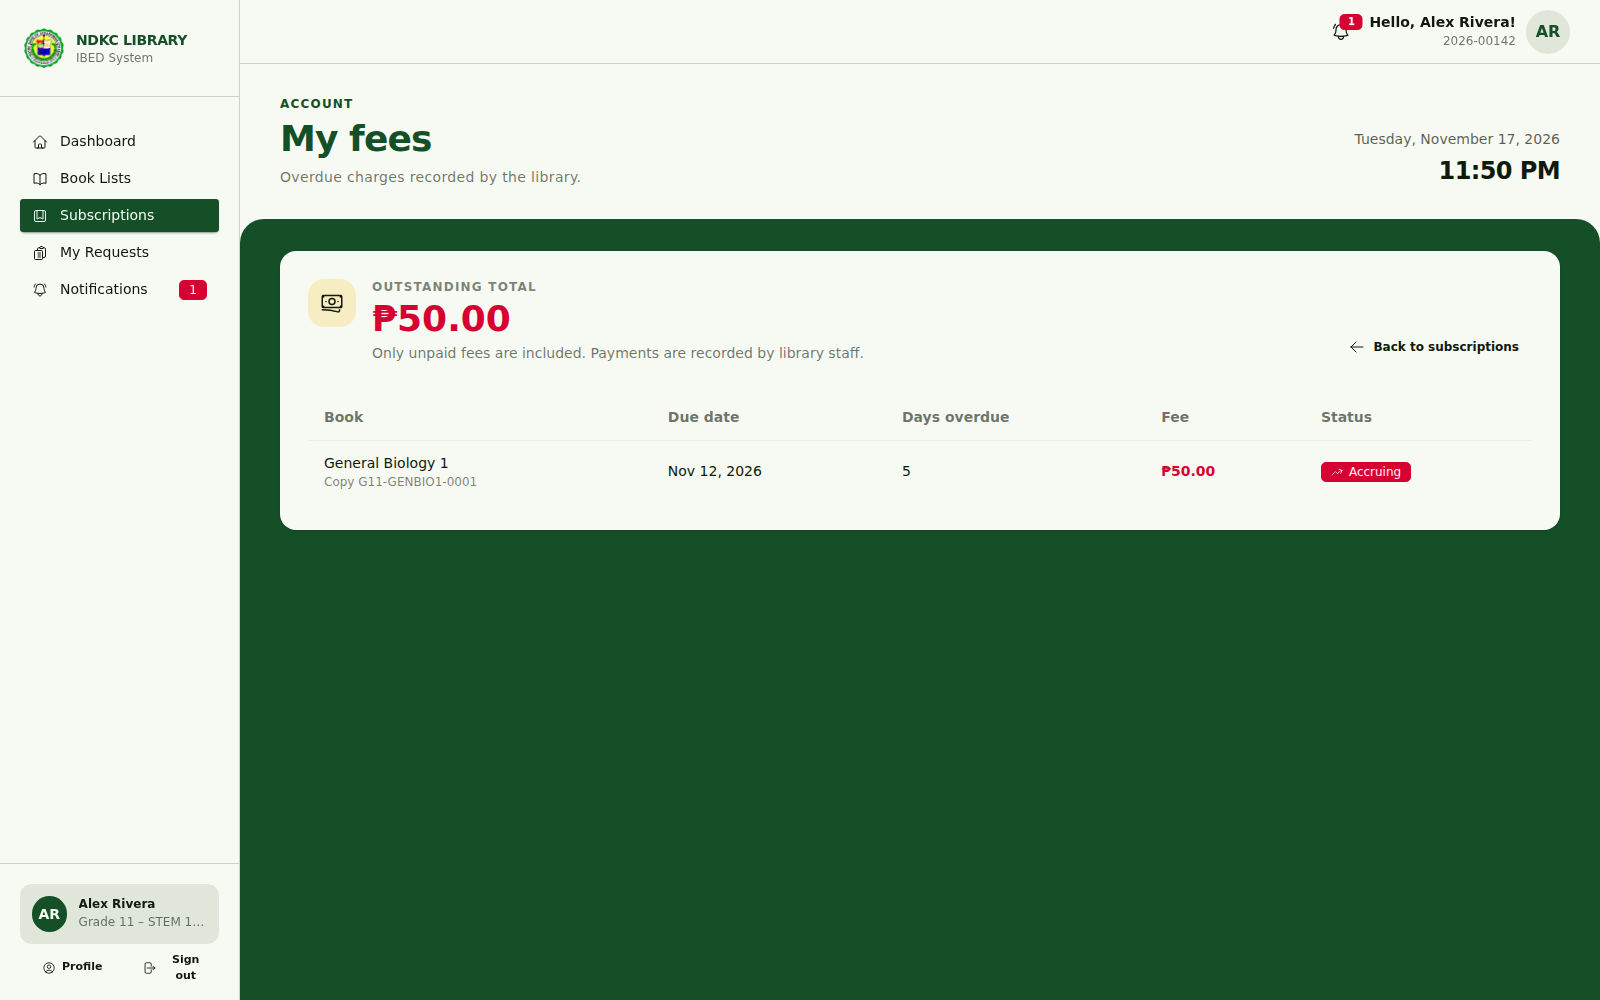 NDKC LIBRARY
IBED System
Dashboard
Book Lists
Subscriptions
My Requests
Notifications 1
Alex Rivera
Grade 11 – STEM 1...
AR
Profile
Sign out
1
Hello, Alex Rivera!
2026-00142
AR
ACCOUNT
My fees
Overdue charges recorded by the library.
Tuesday, November 17, 2026
11:50 PM
OUTSTANDING TOTAL
₱50.00
Only unpaid fees are included. Payments are recorded by library staff.
Back to subscriptions
Book Due date Days overdue Fee Status
General Biology 1 Nov 12, 2026 5 ₱50.00 Accruing
Copy G11-GENBIO1-0001